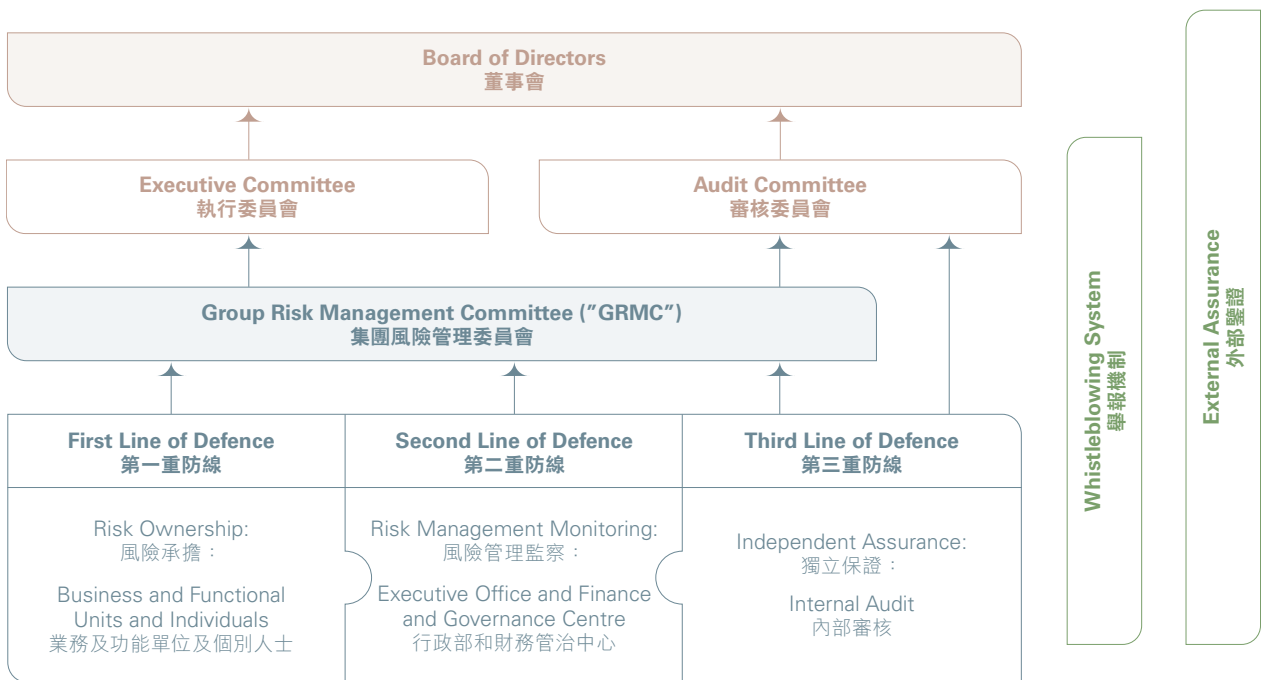 Board of Directors
董事會
Executive Committee
執行委員會
Audit Committee
審核委員會
Group Risk Management Committee ("GRMC")
集團風險管理委員會
First Line of Defence
第一重防線
Second Line of Defence
第二重防線
Third Line of Defence
第三重防線
Risk Ownership:
風險承擔：
Business and Functional
Units and Individuals
業務及功能單位及個別人士
Risk Management Monitoring:
風險管理監察：
Executive Office and Finance
and Governance Centre
行政部和財務管治中心
Independent Assurance:
獨立保證：
Internal Audit
內部審核
Whistleblowing System
舉報機制
External Assurance
外部鑒證